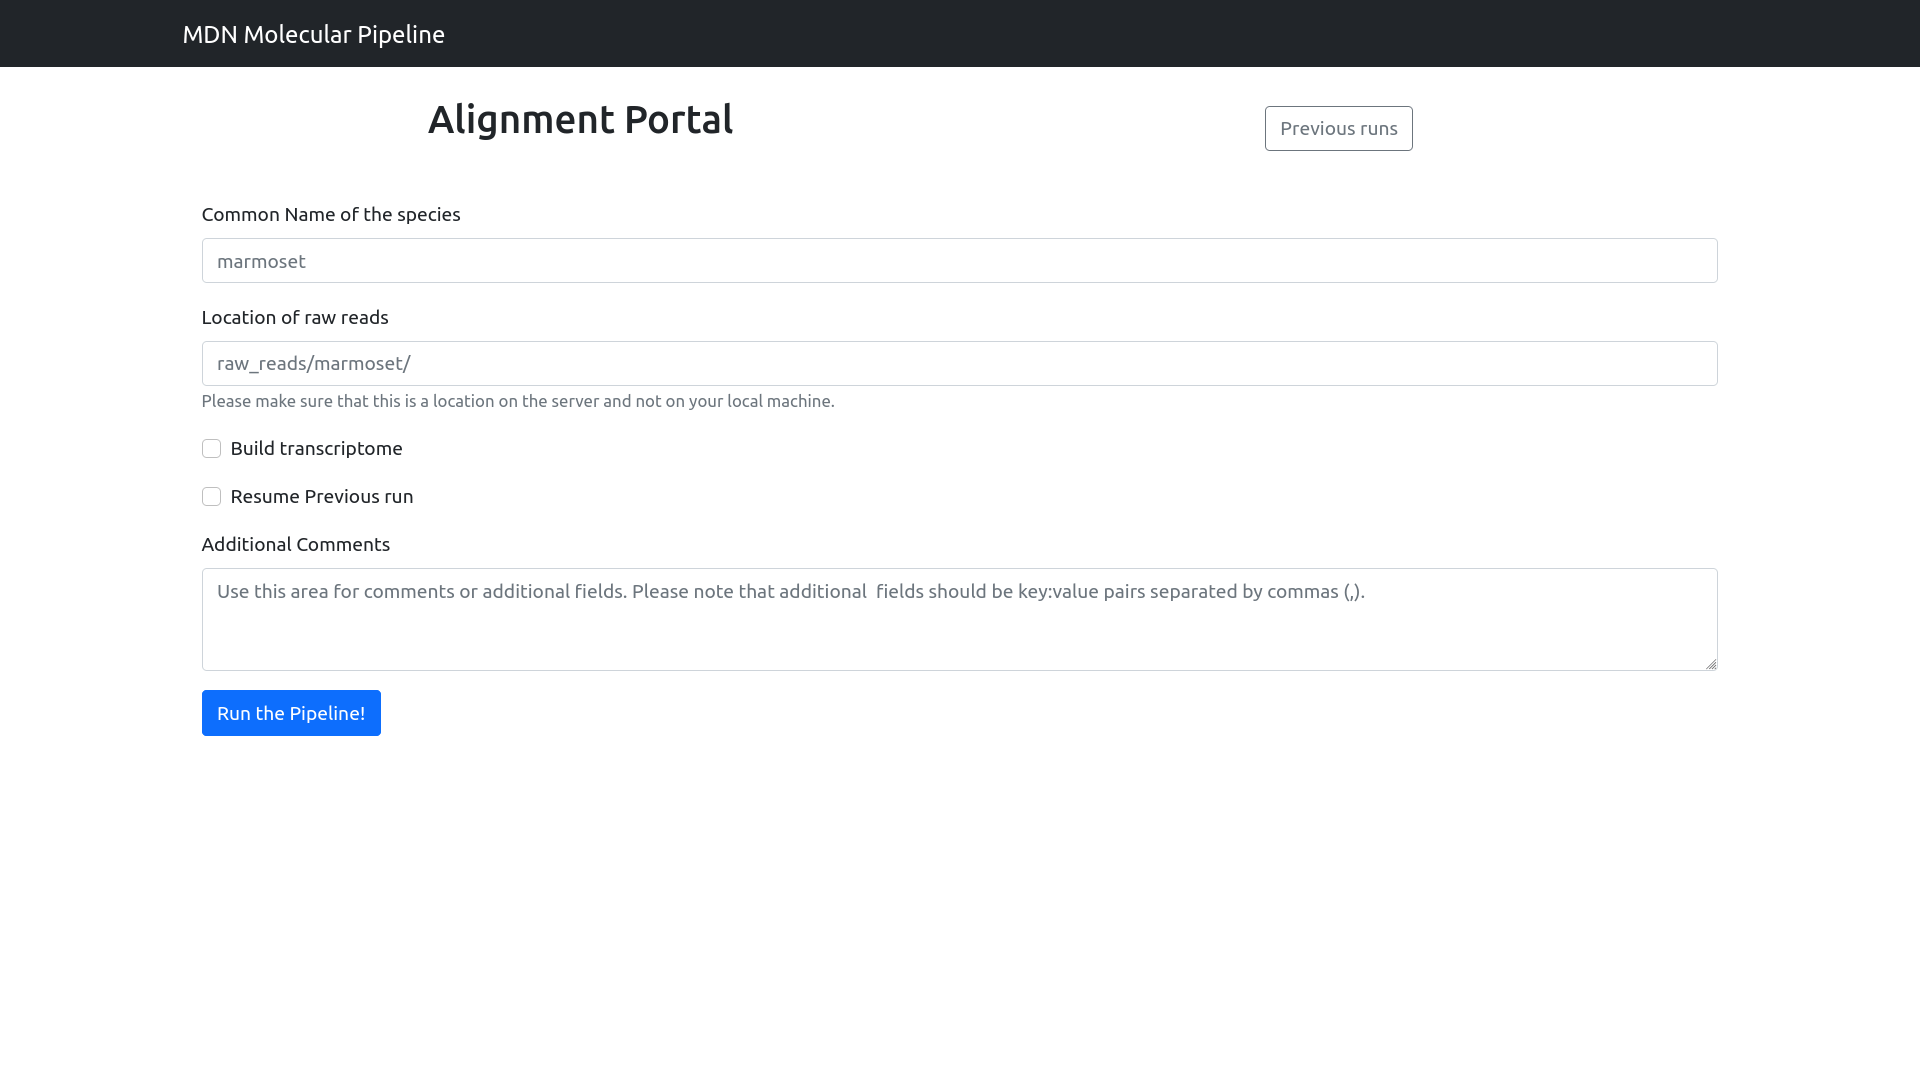 MDN Molecular Pipeline
Alignment Portal
Previous runs
Common Name of the species
marmoset
Location of raw reads
raw_reads/marmoset/
Please make sure that this is a location on the server and not on your local machine.
Build transcriptome
Resume Previous run
Additional Comments
Use this area for comments or additional fields. Please note that additional  fields should be key:value pairs separated by commas (,).
Run the Pipeline!